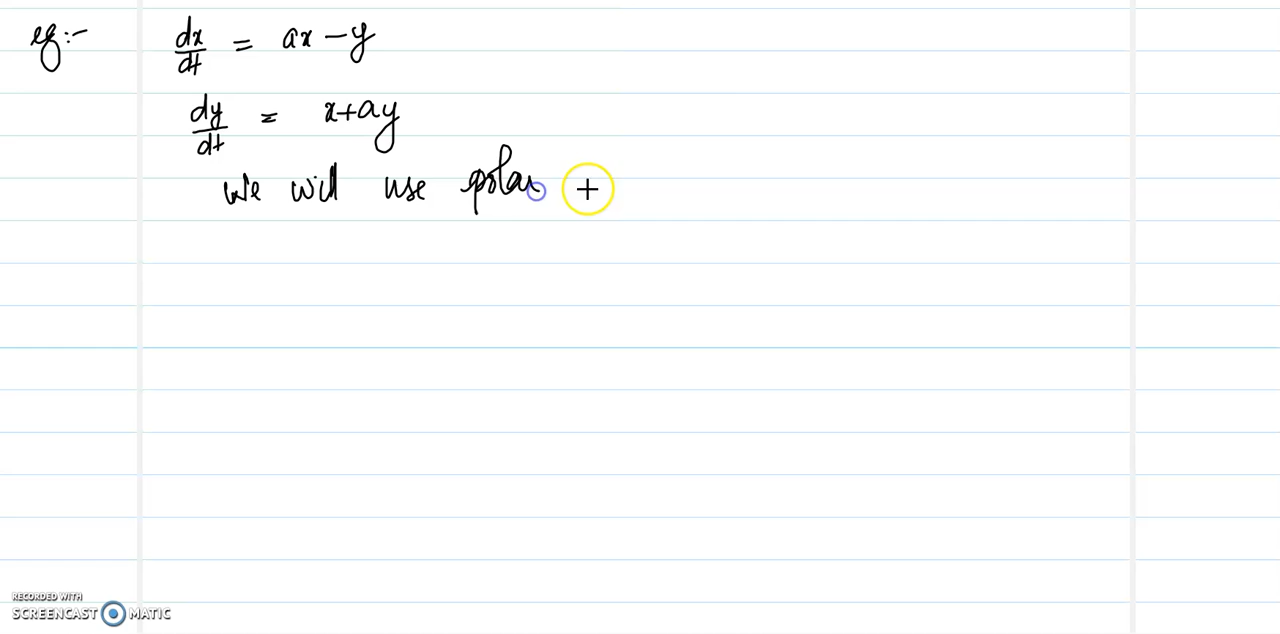 eg:- dx/dt = ax - y
dy/dt = x + ay
We will use polar
RECORDED WITH
SCREENCAST MATIC